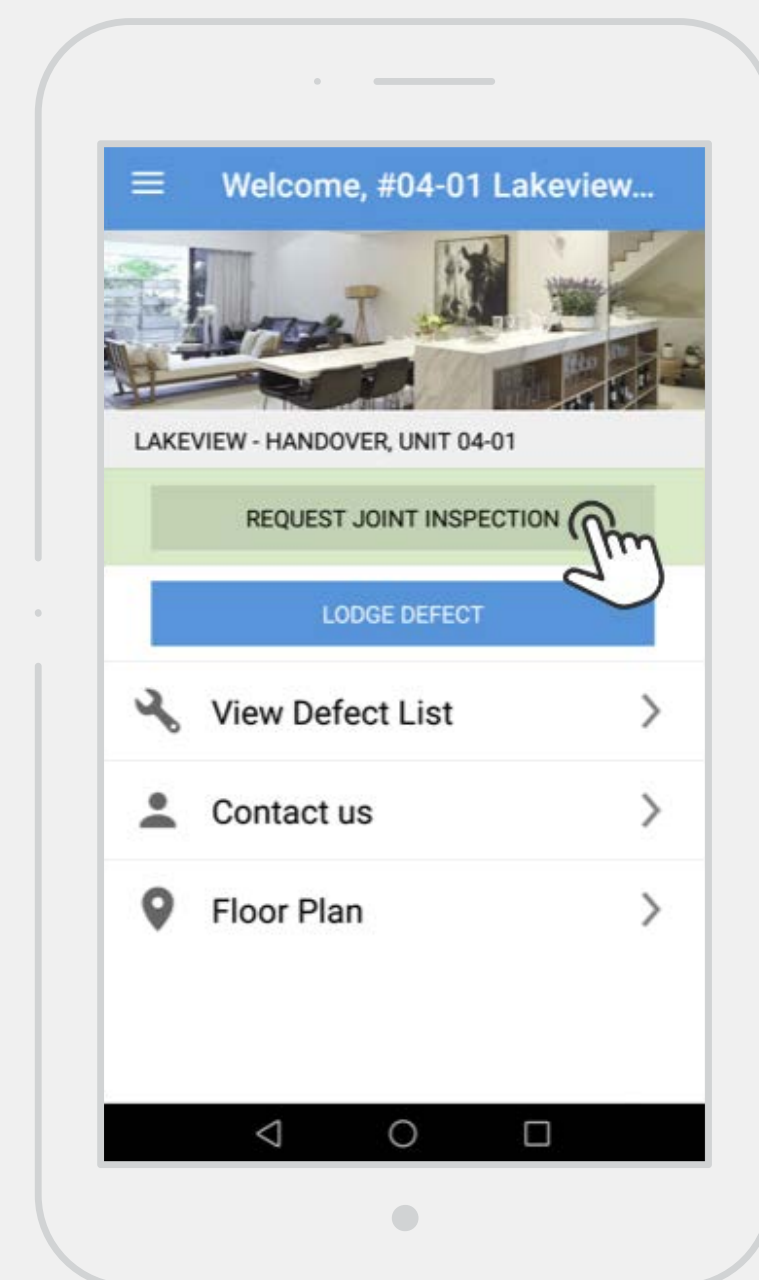 Welcome, #04-01 Lakeview...
LAKEVIEW - HANDOVER, UNIT 04-01
REQUEST JOINT INSPECTION
LODGE DEFECT
View Defect List
Contact us
Floor Plan